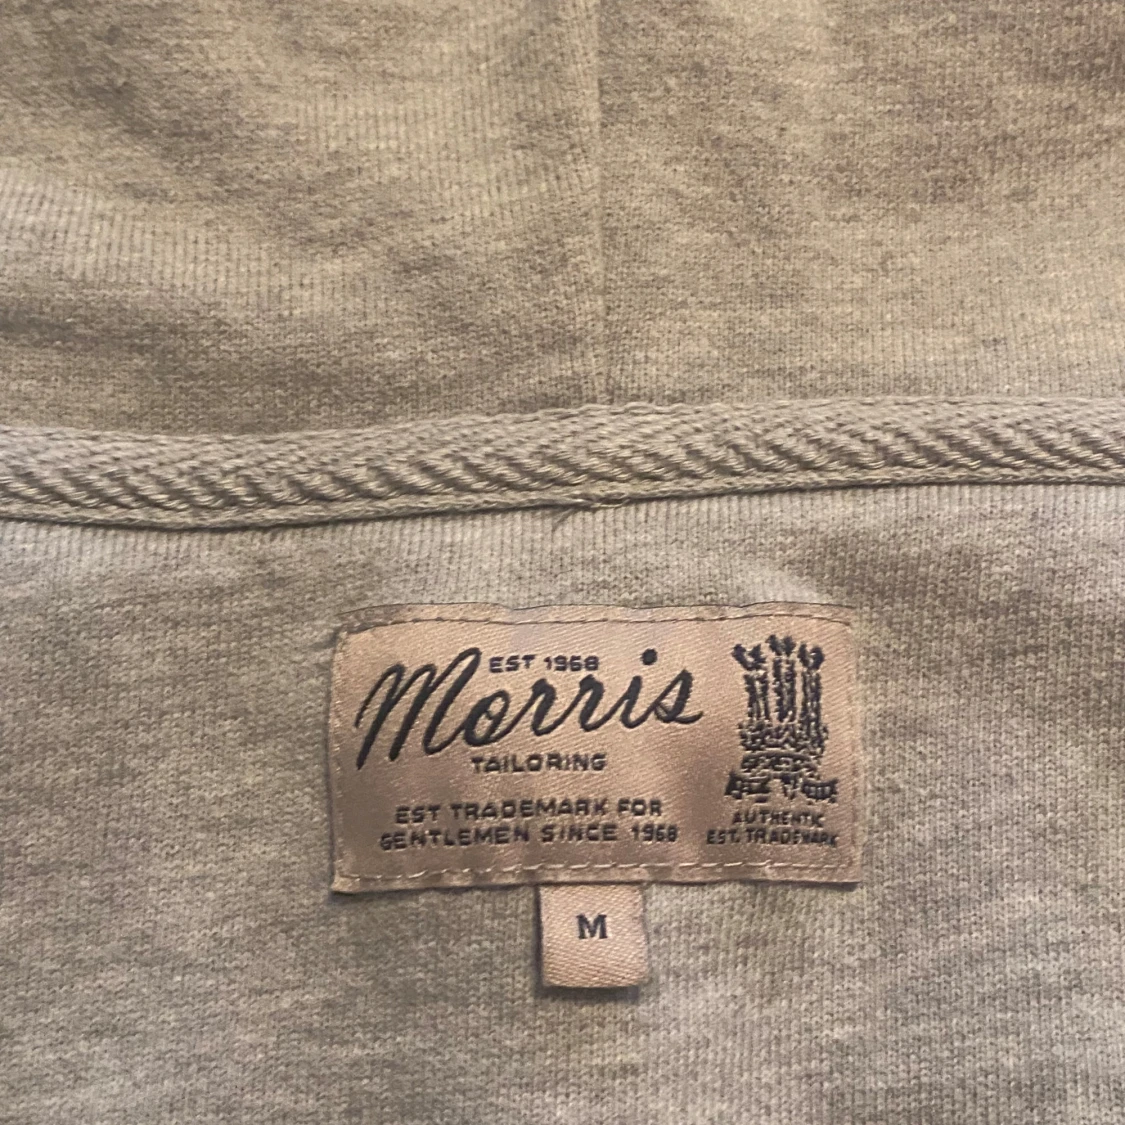 EST 1968
Morris
TAILORING
EST TRADEMARK FOR
GENTLEMEN SINCE 1968
AUTHENTIC
EST. TRADEMARK
M